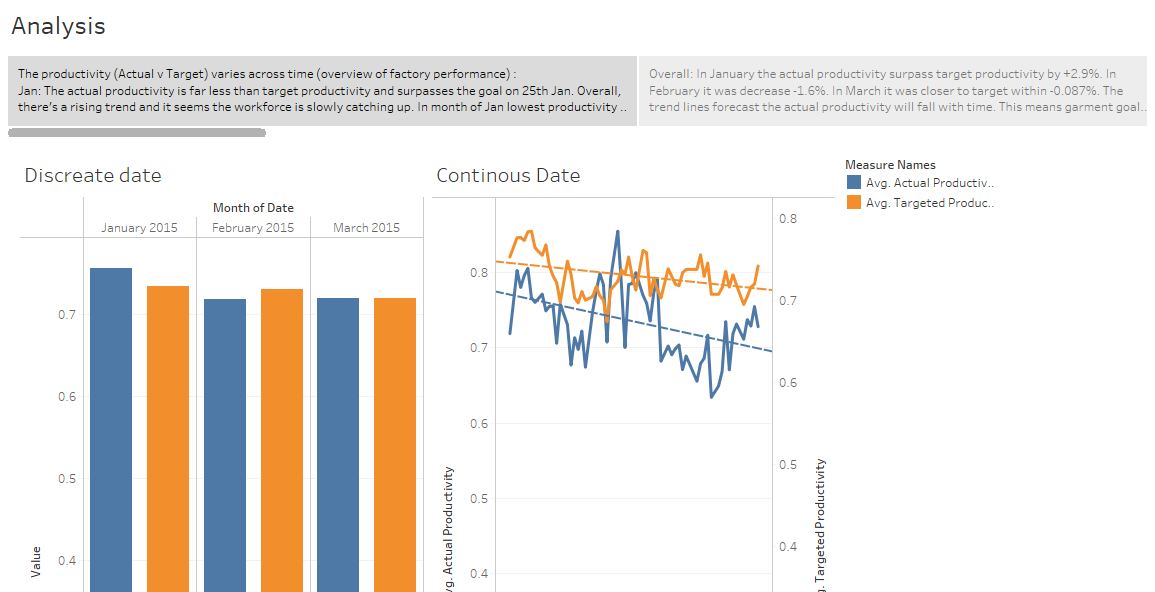 Analysis
The productivity (Actual v Target) varies across time (overview of factory performance) :
Jan: The actual productivity is far less than target productivity and surpasses the goal on 25th Jan. Overall,
there's a rising trend and it seems the workforce is slowly catching up. In month of Jan lowest productivity ..
Overall: In January the actual productivity surpass target productivity by +2.9%. In
February it was decrease -1.6%. In March it was closer to target within -0.087%. The
trend lines forecast the actual productivity will fall with time. This means garment goal..
Discreate date
Month of Date
January 2015
February 2015
March 2015
0.7
0.6
0.5
0.4
Value
Continous Date
0.8
0.7
0.6
0.5
0.4
vg. Actual Productivity
0.8
0.7
0.6
0.5
0.4
g. Targeted Productivity
Measure Names
Avg. Actual Productiv..
Avg. Targeted Produc..